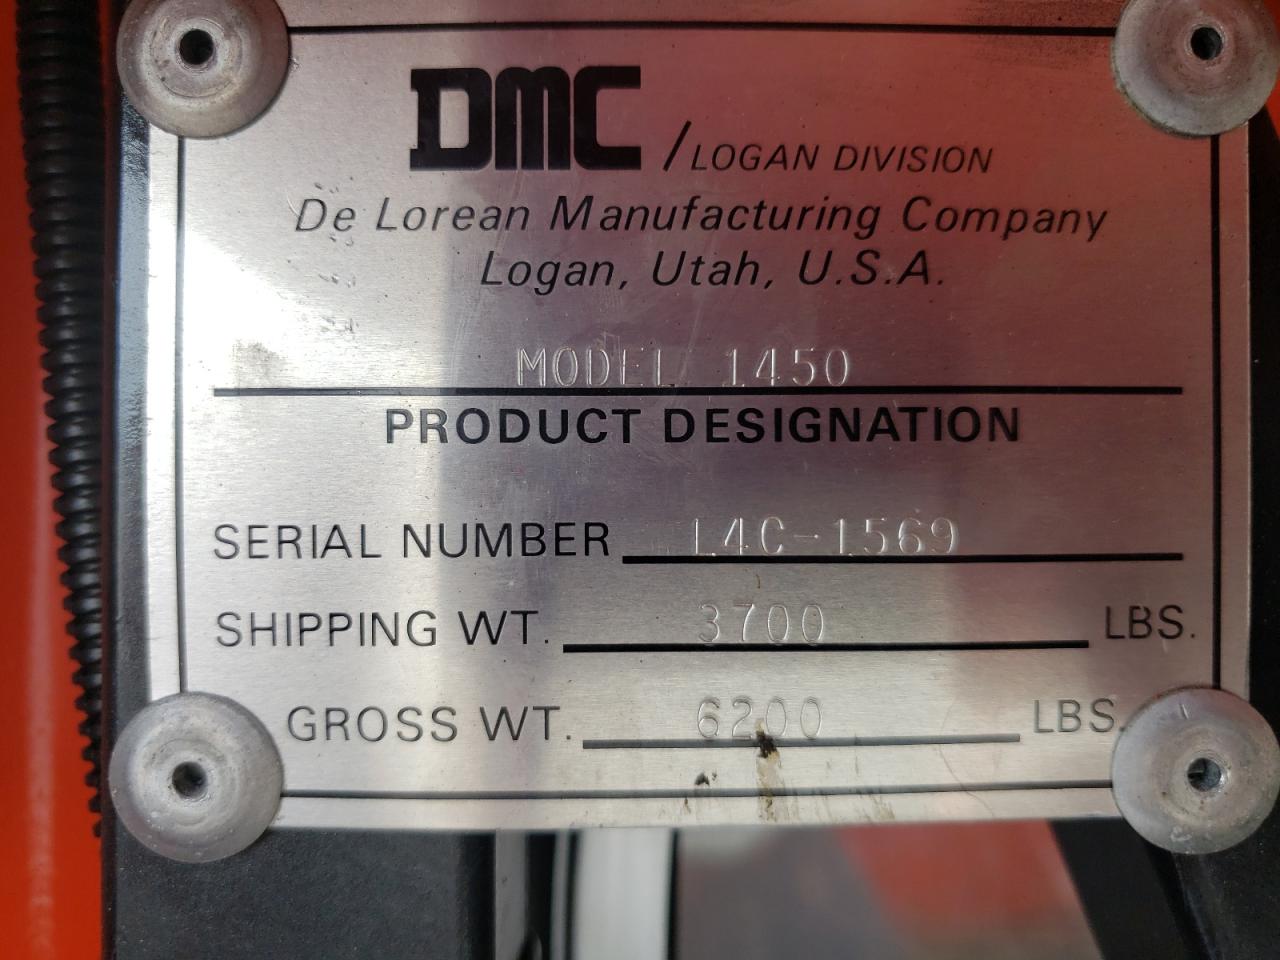 DMC / LOGAN DIVISION
De Lorean Manufacturing Company
Logan, Utah, U.S.A.
MODEL 1450
PRODUCT DESIGNATION
SERIAL NUMBER L4C-1569
SHIPPING WT. 3700 LBS.
GROSS WT. 6200 LBS.